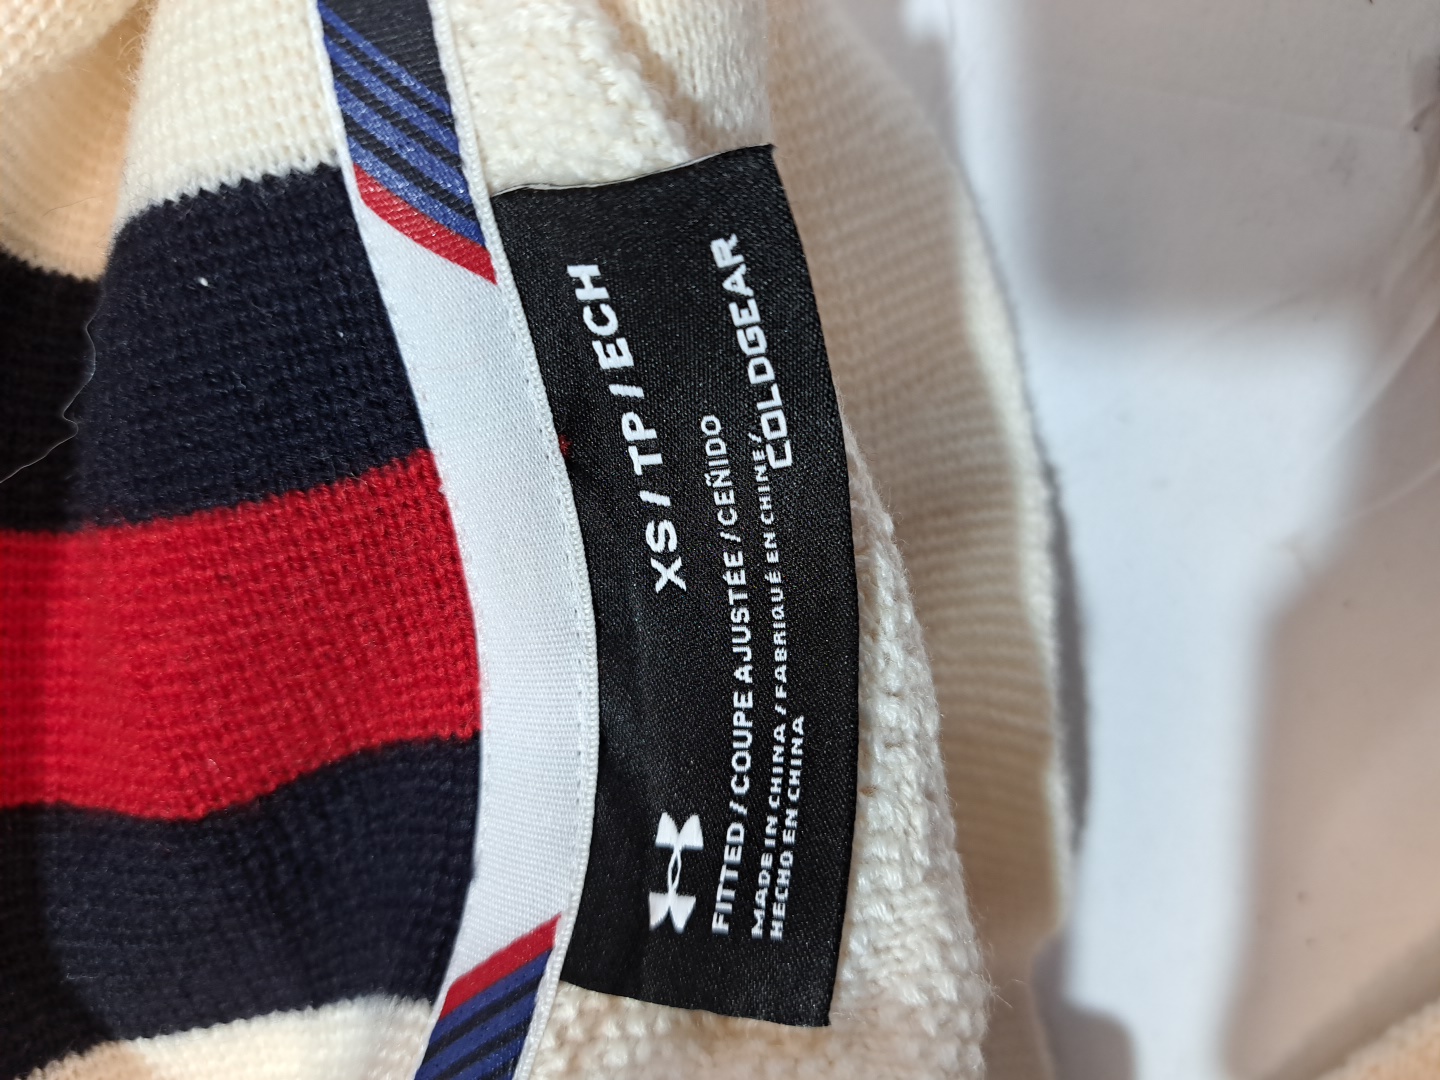 XS/TP/ECH
COLDGEAR
FITTED / COUPE AJUSTÉE / CEÑIDO
MADE IN CHINA / FABRIQUÉ EN CHINE /
HECHO EN CHINA